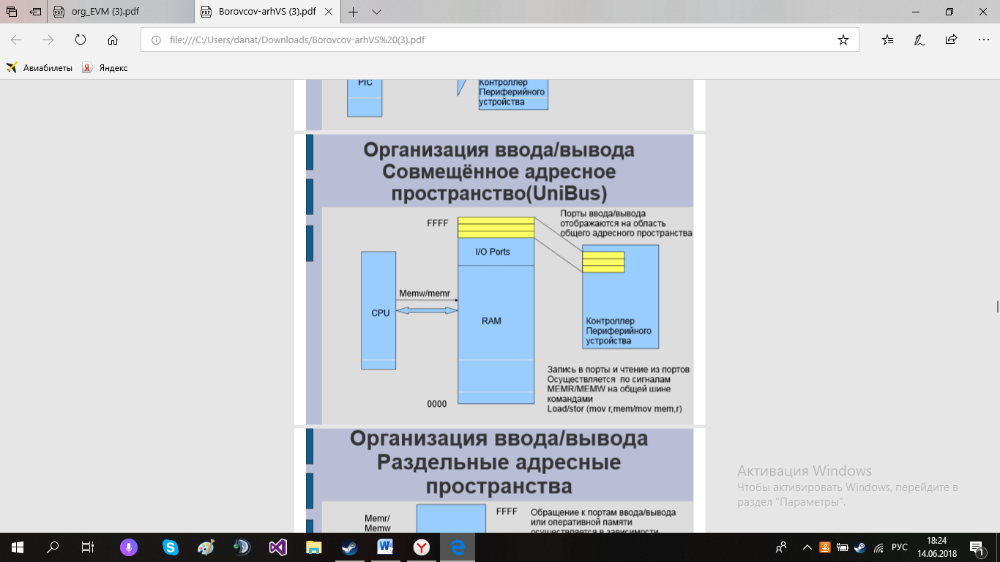 org_EVM (3).pdf
Borovcov-arhVS (3).pdf
file:///C:/Users/danat/Downloads/Borovcov-arhVS%20(3).pdf
Авиабилеты
Яндекс
PIC
Контроллер
Периферийного
устройства
Организация ввода/вывода
Совмещённое адресное
пространство(UniBus)
FFFF
Порты ввода/вывода
отображаются на область
общего адресного пространства
I/O Ports
Memw/memr
CPU
RAM
Контроллер
Периферийного
устройства
Запись в порты и чтение из портов
Осуществляется по сигналам
MEMR/MEMW на общей шине
командами
Load/stor (mov r,mem/mov mem,r)
0000
Организация ввода/вывода
Раздельные адресные
пространства
Memr/
Memw
FFFF
Обращение к портам ввода/вывода
или оперативной памяти
осуществляется в зависимости
Активация Windows
Чтобы активировать Windows, перейдите в
раздел "Параметры".
РУС
18:24
14.06.2018
1